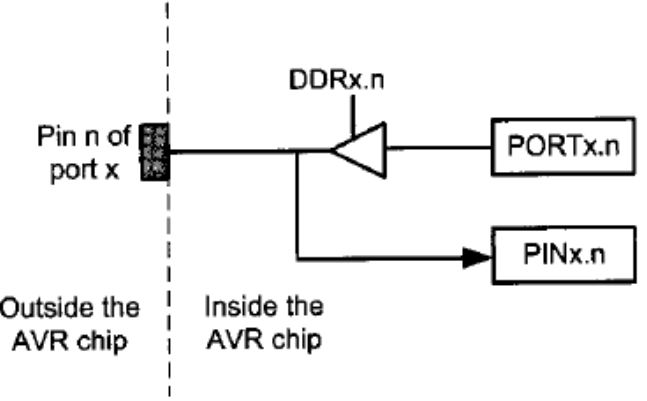 DDRx.n
Pin n of
port x
PORTx.n
PINx.n
Outside the
AVR chip
Inside the
AVR chip